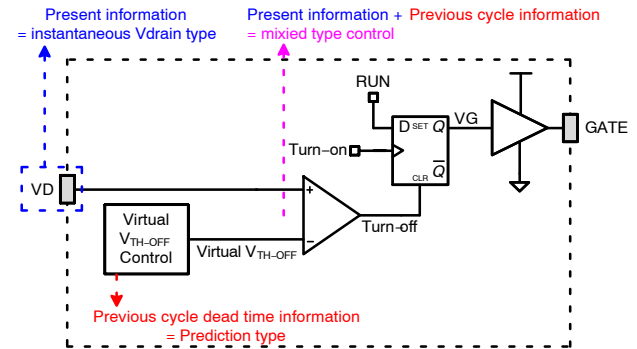 Present information
= instantaneous Vdrain type
Present information + Previous cycle information
= mixied type control
RUN
D SET Q
VG
GATE
Turn-on
Q
CLR
VD
+
Virtual
VTH-OFF
Control
−
Virtual VTH-OFF
Turn-off
Previous cycle dead time information
= Prediction type